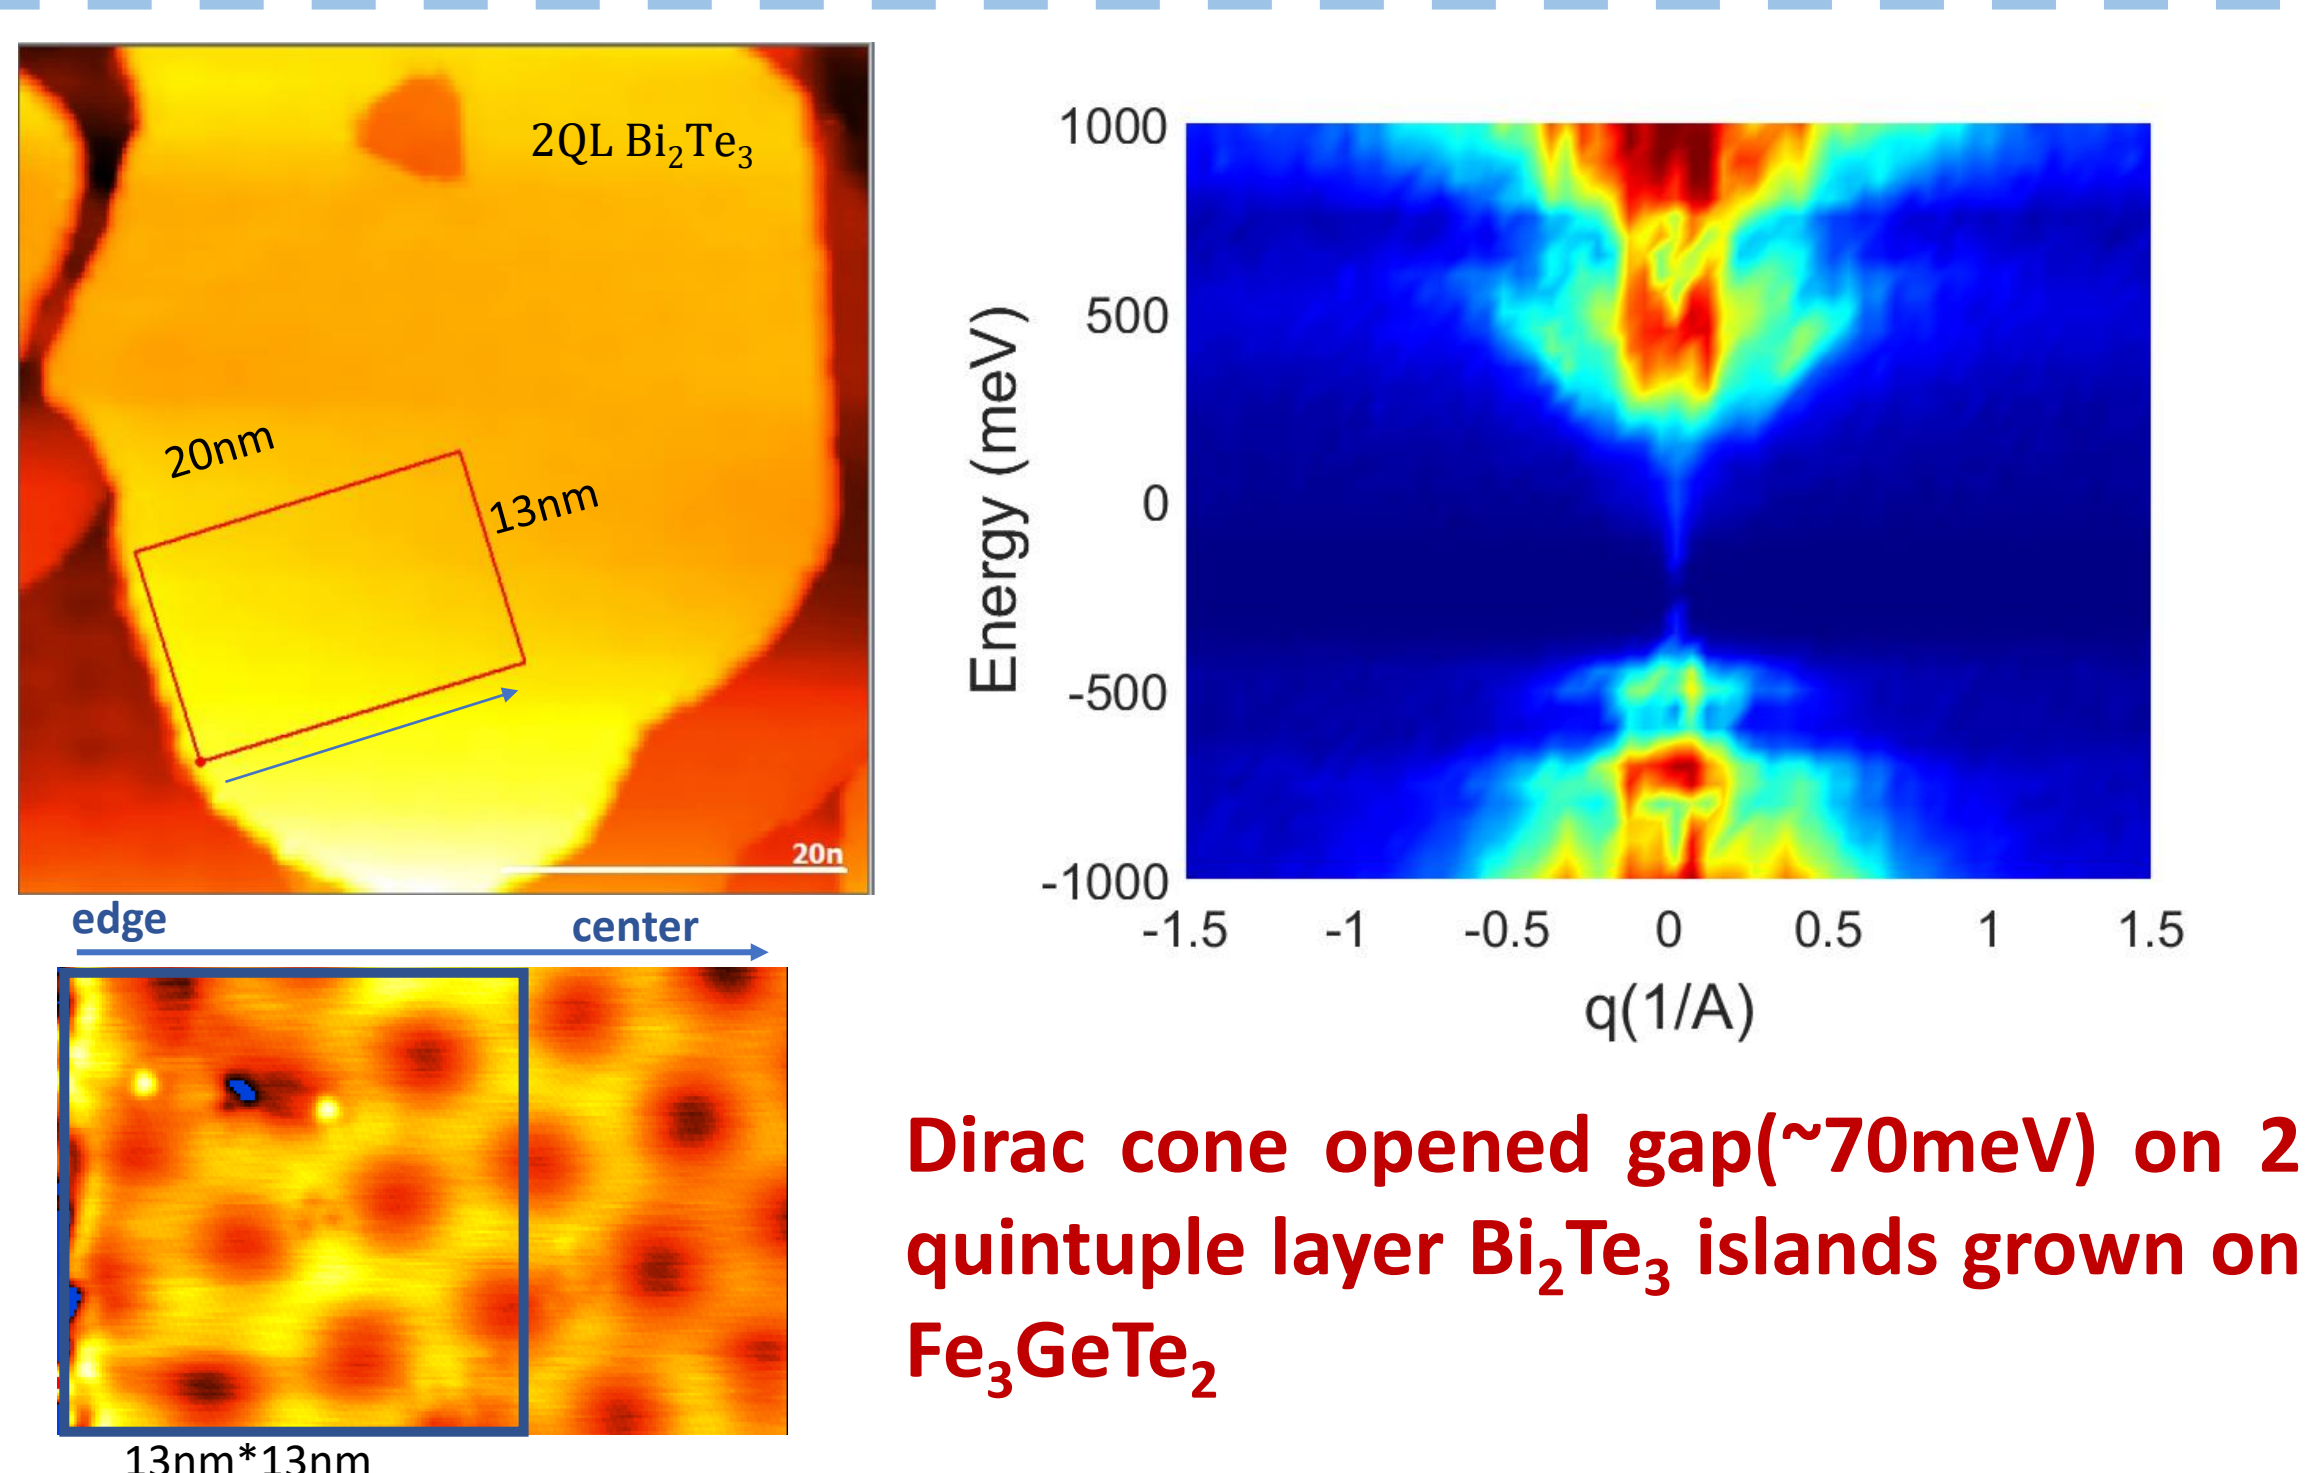 2QL Bi₂Te₃
20nm
13nm
20n
edge
center
13nm*13nm
1000
500
0
-500
-1000
Energy (meV)
-1.5 -1 -0.5 0 0.5 1 1.5
q(1/A)
Dirac cone opened gap(~70meV) on 2
quintuple layer Bi₂Te₃ islands grown on
Fe₃GeTe₂